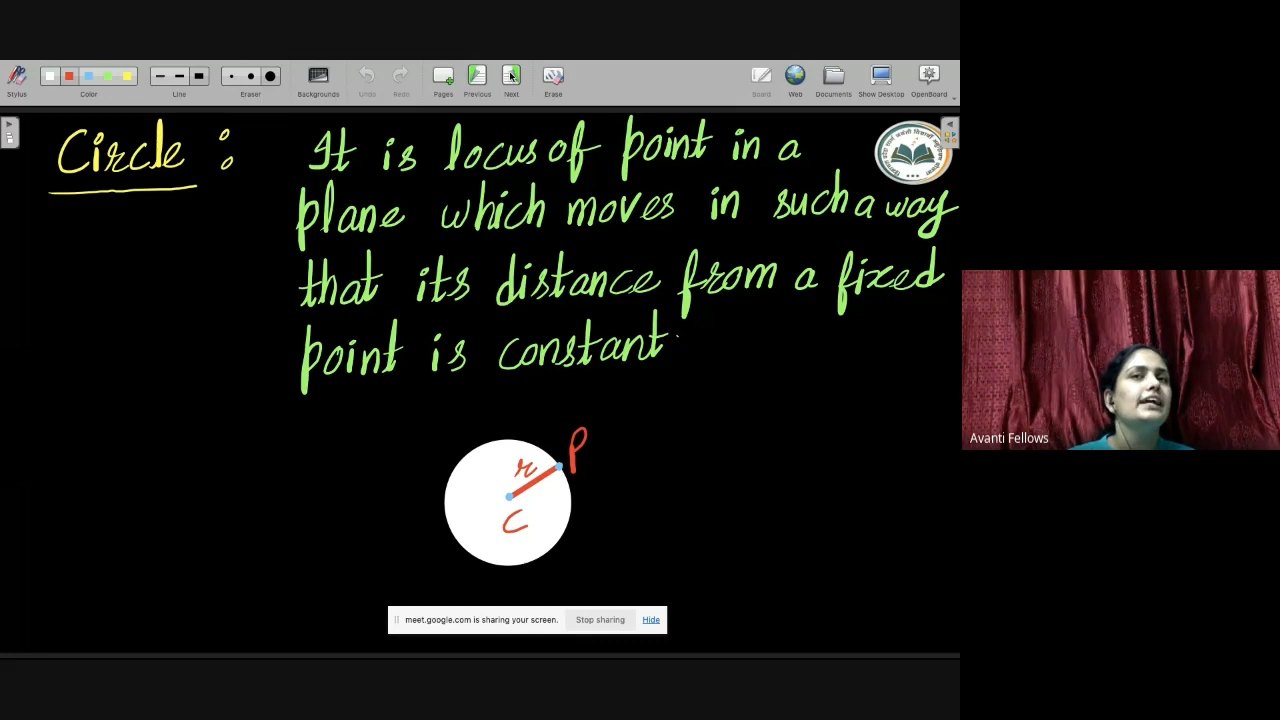 Stylus Color Line Eraser Backgrounds Undo Redo Pages Previous Next Erase Board Web Documents Show Desktop OpenBoard
Circle : It is locus of point in a
plane which moves in such a way
that its distance from a fixed
point is constant.
P
r
C
Avanti Fellows
meet.google.com is sharing your screen. Stop sharing Hide